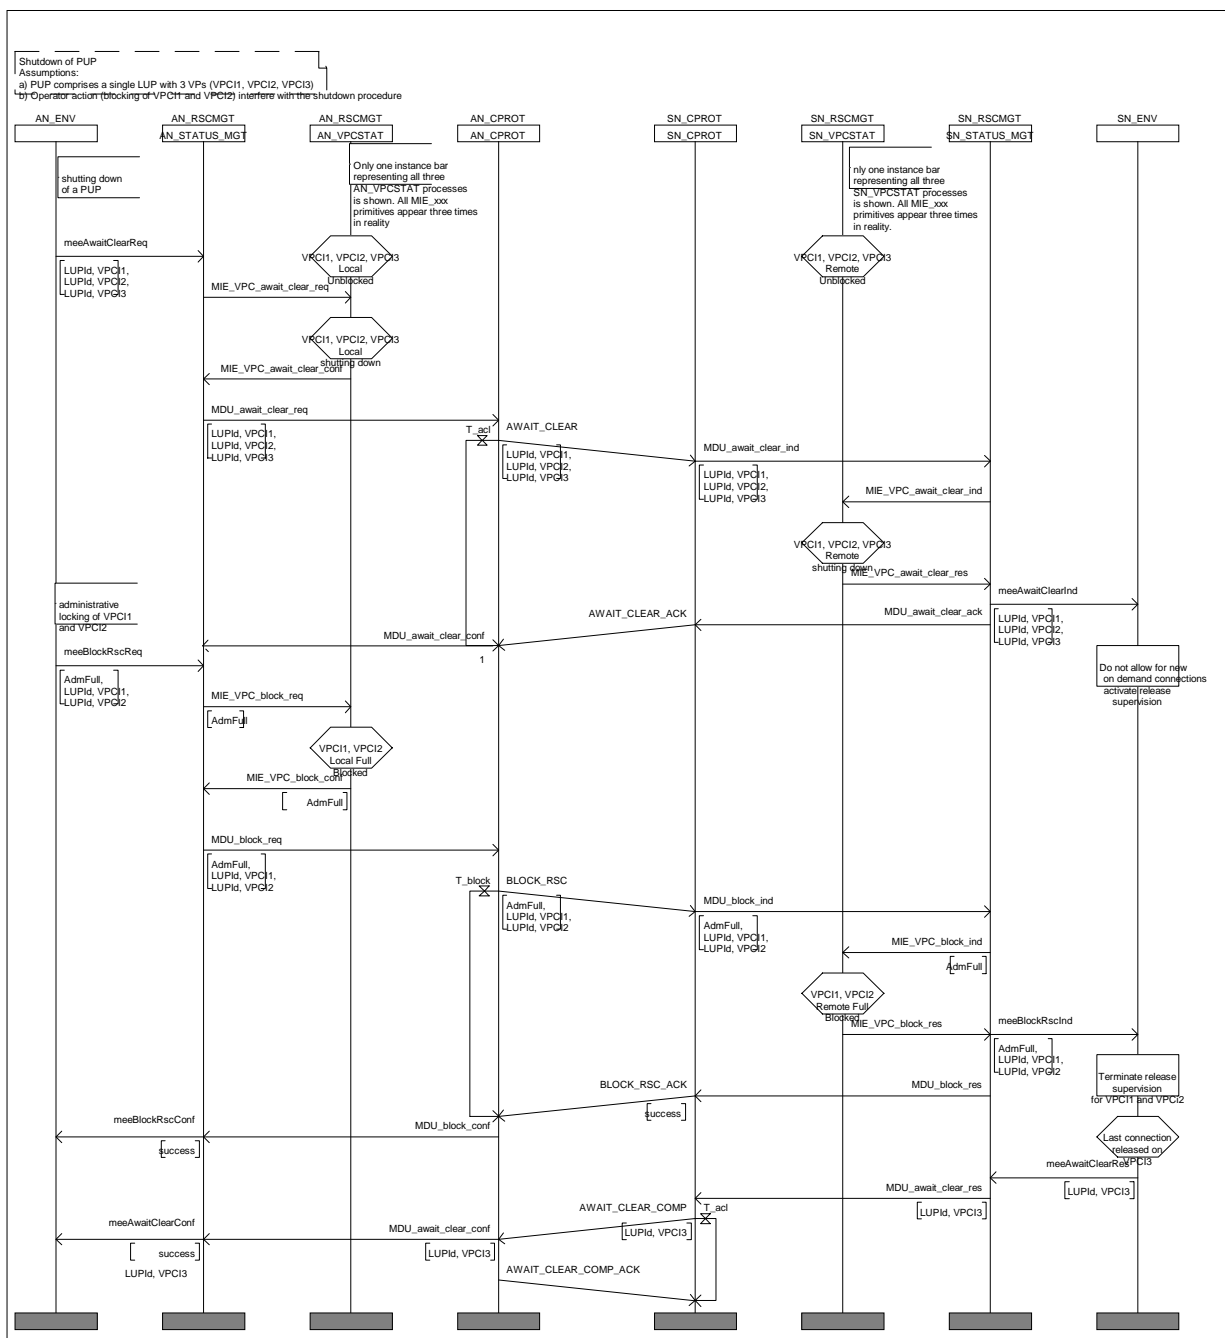 Shutdown of PUP
Assumptions:
a) PUP comprises a single LUP with 3 VPs (VPCI1, VPCI2, VPCI3)
b) Operator action (blocking of VPCI1 and VPCI2) interfere with the shutdown procedure
AN_ENV
AN_RSCMGT
AN_RSCMGT
AN_CPROT
SN_CPROT
SN_RSCMGT
SN_RSCMGT
SN_ENV
AN_STATUS_MGT
AN_VPCSTAT
AN_CPROT
SN_CPROT
SN_VPCSTAT
SN_STATUS_MGT
shutting down
of a PUP
Only one instance bar
representing all three
AN_VPCSTAT processes
is shown. All MIE_xxx
primitives appear three times
in reality
nly one instance bar
representing all three
SN_VPCSTAT processes
is shown. All MIE_xxx
primitives appear three times
in reality.
meeAwaitClearReq
LUPId, VPCI1,
LUPId, VPCI2,
LUPId, VPCI3
VPCI1, VPCI2, VPCI3
Local
Unblocked
VPCI1, VPCI2, VPCI3
Remote
Unblocked
MIE_VPC_await_clear_req
VPCI1, VPCI2, VPCI3
Local
shutting down
MIE_VPC_await_clear_conf
MDU_await_clear_req
LUPId, VPCI1,
LUPId, VPCI2,
LUPId, VPCI3
T_acl
AWAIT_CLEAR
LUPId, VPCI1,
LUPId, VPCI2,
LUPId, VPCI3
MDU_await_clear_ind
LUPId, VPCI1,
LUPId, VPCI2,
LUPId, VPCI3
MIE_VPC_await_clear_ind
VPCI1, VPCI2, VPCI3
Remote
shutting down
MIE_VPC_await_clear_res
meeAwaitClearInd
LUPId, VPCI1,
LUPId, VPCI2,
LUPId, VPCI3
administrative
locking of VPCI1
and VPCI2
MDU_await_clear_ack
AWAIT_CLEAR_ACK
MDU_await_clear_conf
1
meeBlockRscReq
AdmFull,
LUPId, VPCI1,
LUPId, VPCI2
Do not allow for new
on demand connections
activate release
supervision
MIE_VPC_block_req
AdmFull
VPCI1, VPCI2
Local Full
Blocked
MIE_VPC_block_conf
AdmFull
MDU_block_req
AdmFull,
LUPId, VPCI1,
LUPId, VPCI2
T_block
BLOCK_RSC
AdmFull,
LUPId, VPCI1,
LUPId, VPCI2
MDU_block_ind
AdmFull,
LUPId, VPCI1,
LUPId, VPCI2
MIE_VPC_block_ind
AdmFull
VPCI1, VPCI2
Remote Full
Blocked
MIE_VPC_block_res
meeBlockRscInd
AdmFull,
LUPId, VPCI1,
LUPId, VPCI2
Terminate release
supervision
for VPCI1 and VPCI2
MDU_block_res
BLOCK_RSC_ACK
success
MDU_block_conf
meeBlockRscConf
success
Last connection
released on
VPCI3
meeAwaitClearRes
LUPId, VPCI3
MDU_await_clear_res
LUPId, VPCI3
AWAIT_CLEAR_COMP
T_acl
LUPId, VPCI3
MDU_await_clear_conf
LUPId, VPCI3
meeAwaitClearConf
success
LUPId, VPCI3
AWAIT_CLEAR_COMP_ACK